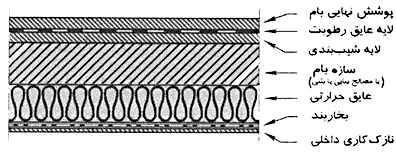 پوشش نهایی بام
لایه عایق رطوبت
لایه شیب‌بندی
سازه بام
(با مصالح بنایی یا بتنی)
عایق حرارتی
بخاربند
نازک‌کاری داخلی